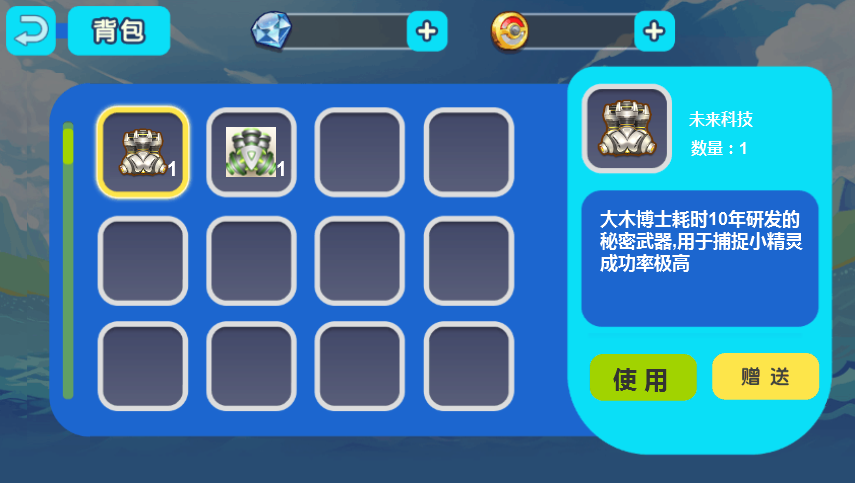 背包
1
1
未来科技
数量：1
大木博士耗时10年研发的
秘密武器,用于捕捉小精灵
成功率极高
使用
赠送